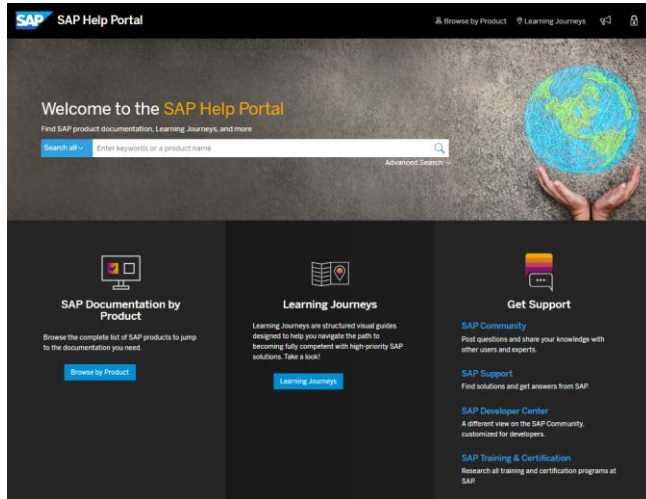 SAP SAP Help Portal
Browse by Product Learning Journeys
Welcome to the SAP Help Portal
Find SAP product documentation, Learning Journeys, and more
Search all Enter keywords or a product name
Advanced Search
SAP Documentation by
Product
Browse the complete list of SAP products to jump
to the documentation you need.
Browse by Product
Learning Journeys
Learning Journeys are structured visual guides
designed to help you navigate the path to
becoming fully competent with high-priority SAP
solutions. Take a look!
Learning Journeys
Get Support
SAP Community
Post questions and share your knowledge with
other users and experts.
SAP Support
Find solutions and get answers from SAP.
SAP Developer Center
A different view on the SAP Community,
customized for developers.
SAP Training & Certification
Research all training and certification programs at
SAP.